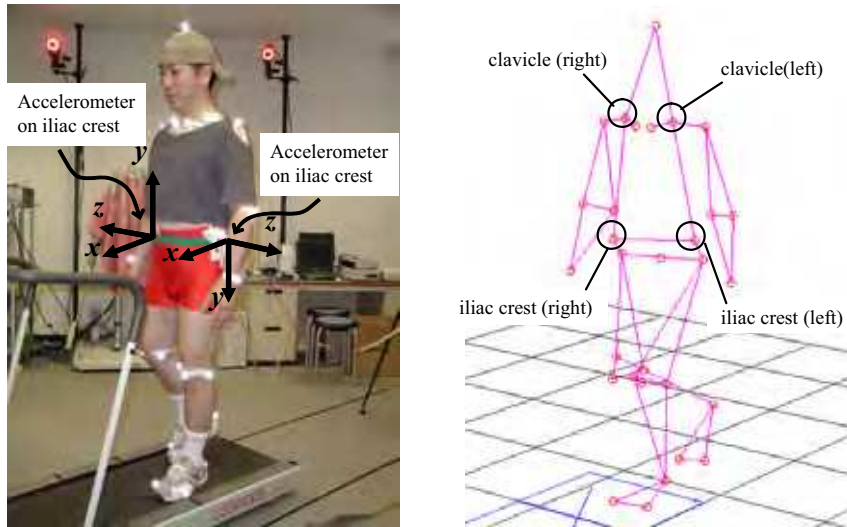 Accelerometer
on iliac crest
Accelerometer
on iliac crest
y
z
x
x
z
y
clavicle (right)
clavicle(left)
iliac crest (right)
iliac crest (left)